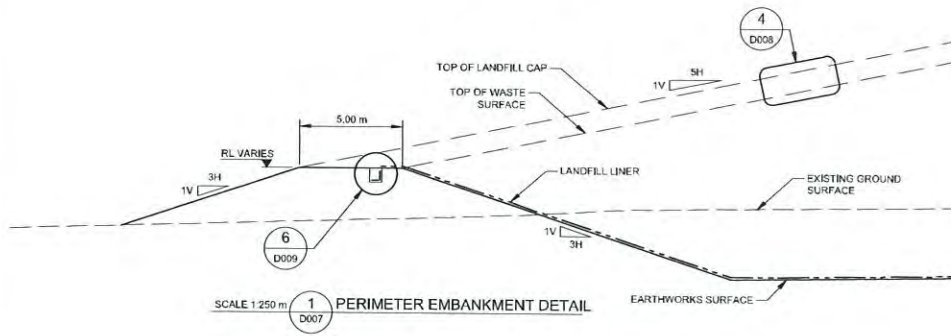 4
D008
TOP OF LANDFILL CAP
5H
1V
TOP OF WASTE
SURFACE
5.00 m
RL VARIES
3H
1V
LANDFILL LINER
EXISTING GROUND
SURFACE
6
D009
1V
3H
SCALE 1:250 m
1
D007
PERIMETER EMBANKMENT DETAIL
EARTHWORKS SURFACE